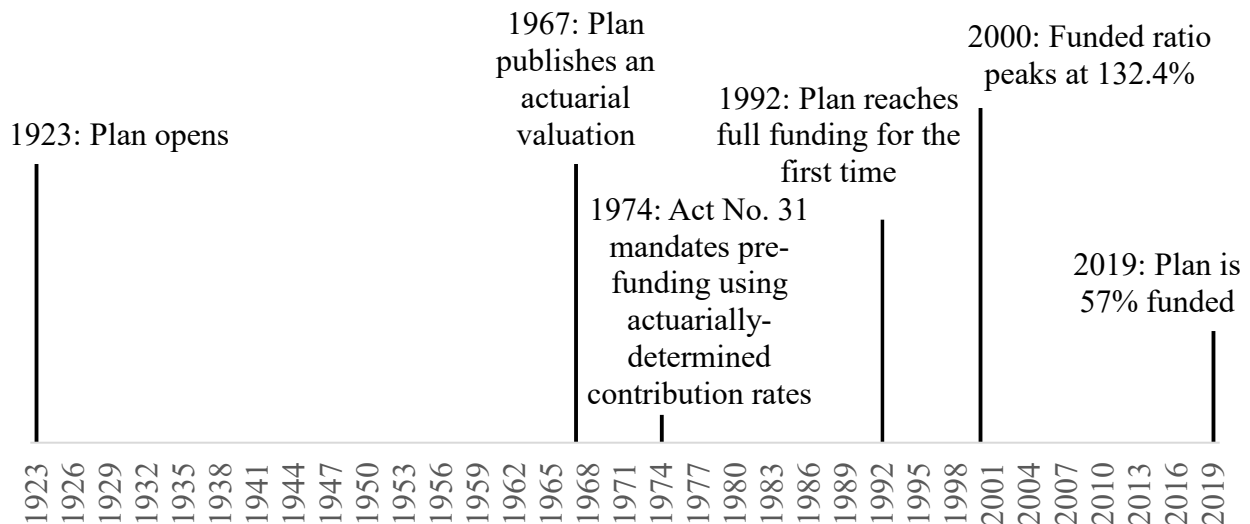 1923: Plan opens
1967: Plan
publishes an
actuarial
valuation
1974: Act No. 31
mandates pre-
funding using
actuarially-
determined
contribution rates
1992: Plan reaches
full funding for the
first time
2000: Funded ratio
peaks at 132.4%
2019: Plan is
57% funded
1923
1926
1929
1932
1935
1938
1941
1944
1947
1950
1953
1956
1959
1962
1965
1968
1971
1974
1977
1980
1983
1986
1989
1992
1995
1998
2001
2004
2007
2010
2013
2016
2019